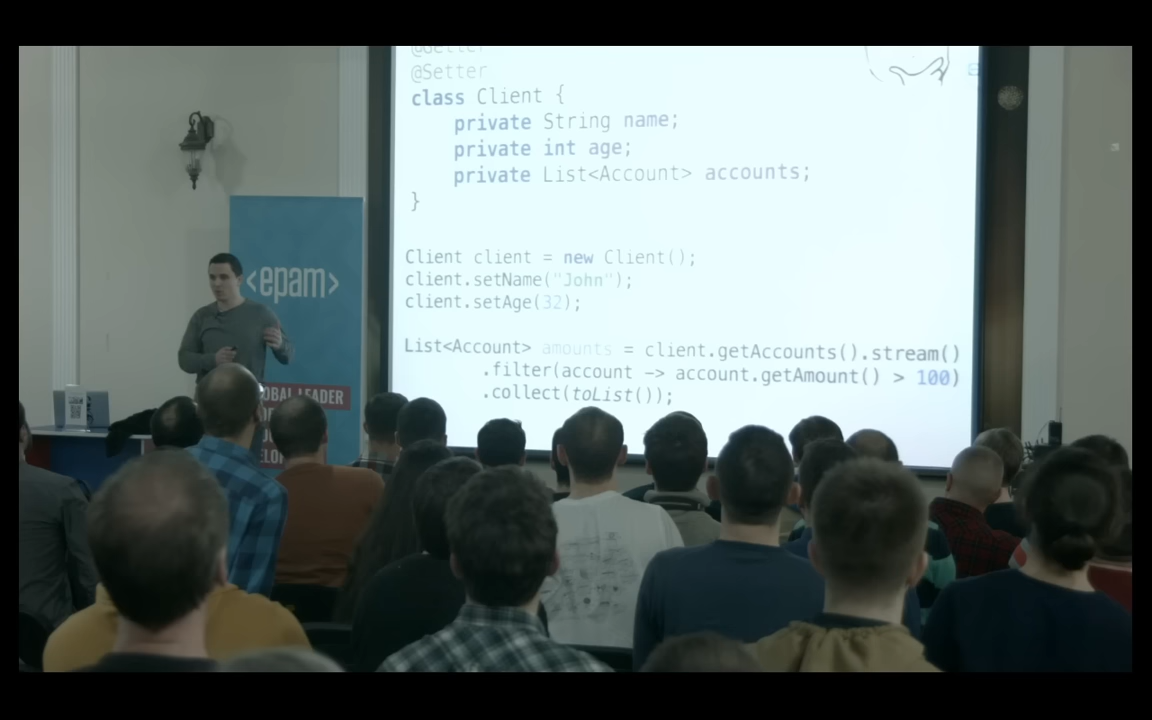 @Getter
@Setter
class Client {
private String name;
private int age;
private List<Account> accounts;
}
Client client = new Client();
client.setName("John");
client.setAge(32);
List<Account> amounts = client.getAccounts().stream()
.filter(account -> account.getAmount() > 100)
.collect(toList());
<epam>
OBAL LEADER